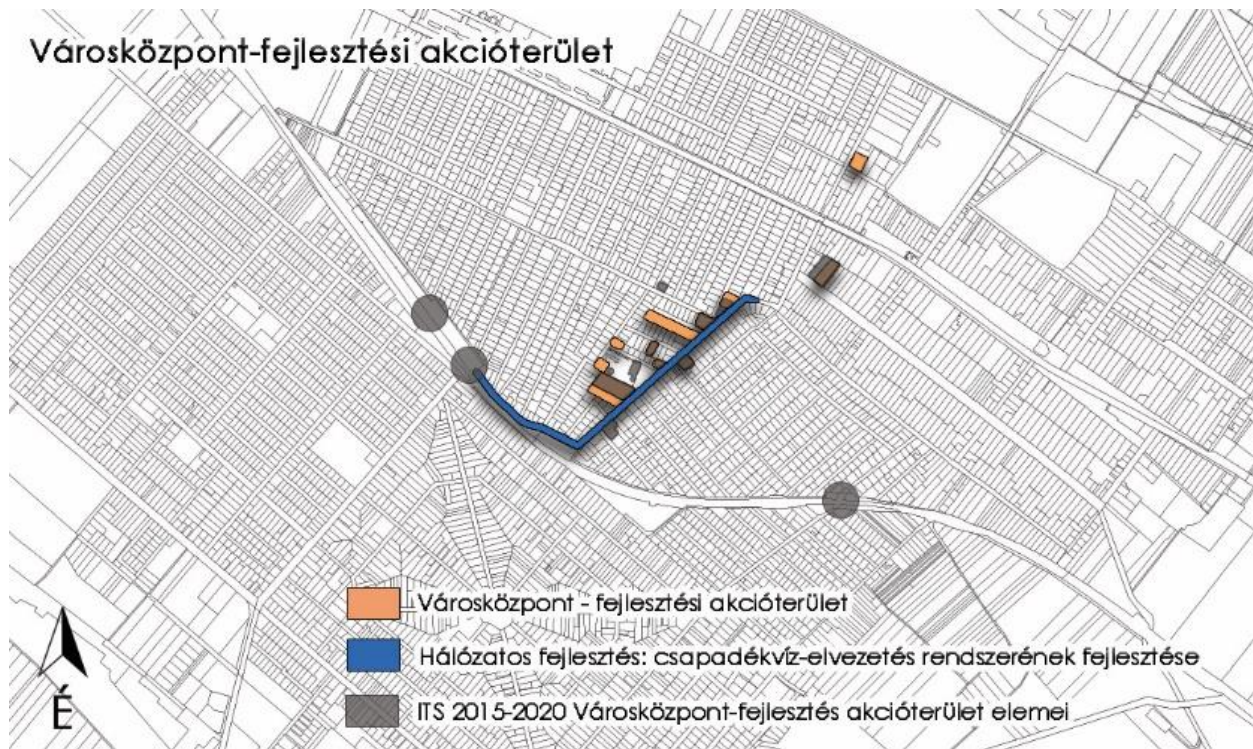 Városközpont-fejlesztési akcióterület
Városközpont - fejlesztési akcióterület
Hálózatos fejlesztés: csapadékvíz-elvezetés rendszerének fejlesztése
ITS 2015-2020 Városközpont-fejlesztés akcióterület elemei
É